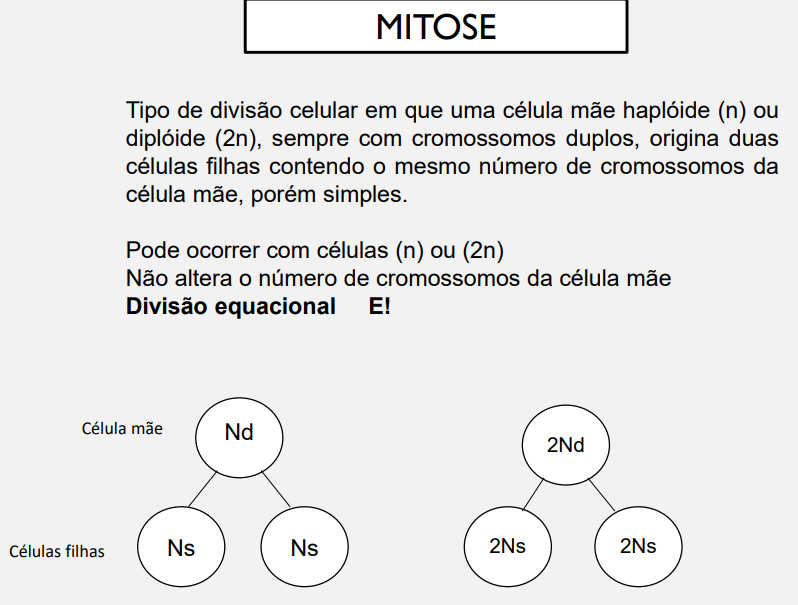 MITOSE
Tipo de divisão celular em que uma célula mãe haplóide (n) ou
diplóide (2n), sempre com cromossomos duplos, origina duas
células filhas contendo o mesmo número de cromossomos da
célula mãe, porém simples.
Pode ocorrer com células (n) ou (2n)
Não altera o número de cromossomos da célula mãe
Divisão equacional E!
Célula mãe Nd 2Nd
Células filhas Ns Ns 2Ns 2Ns